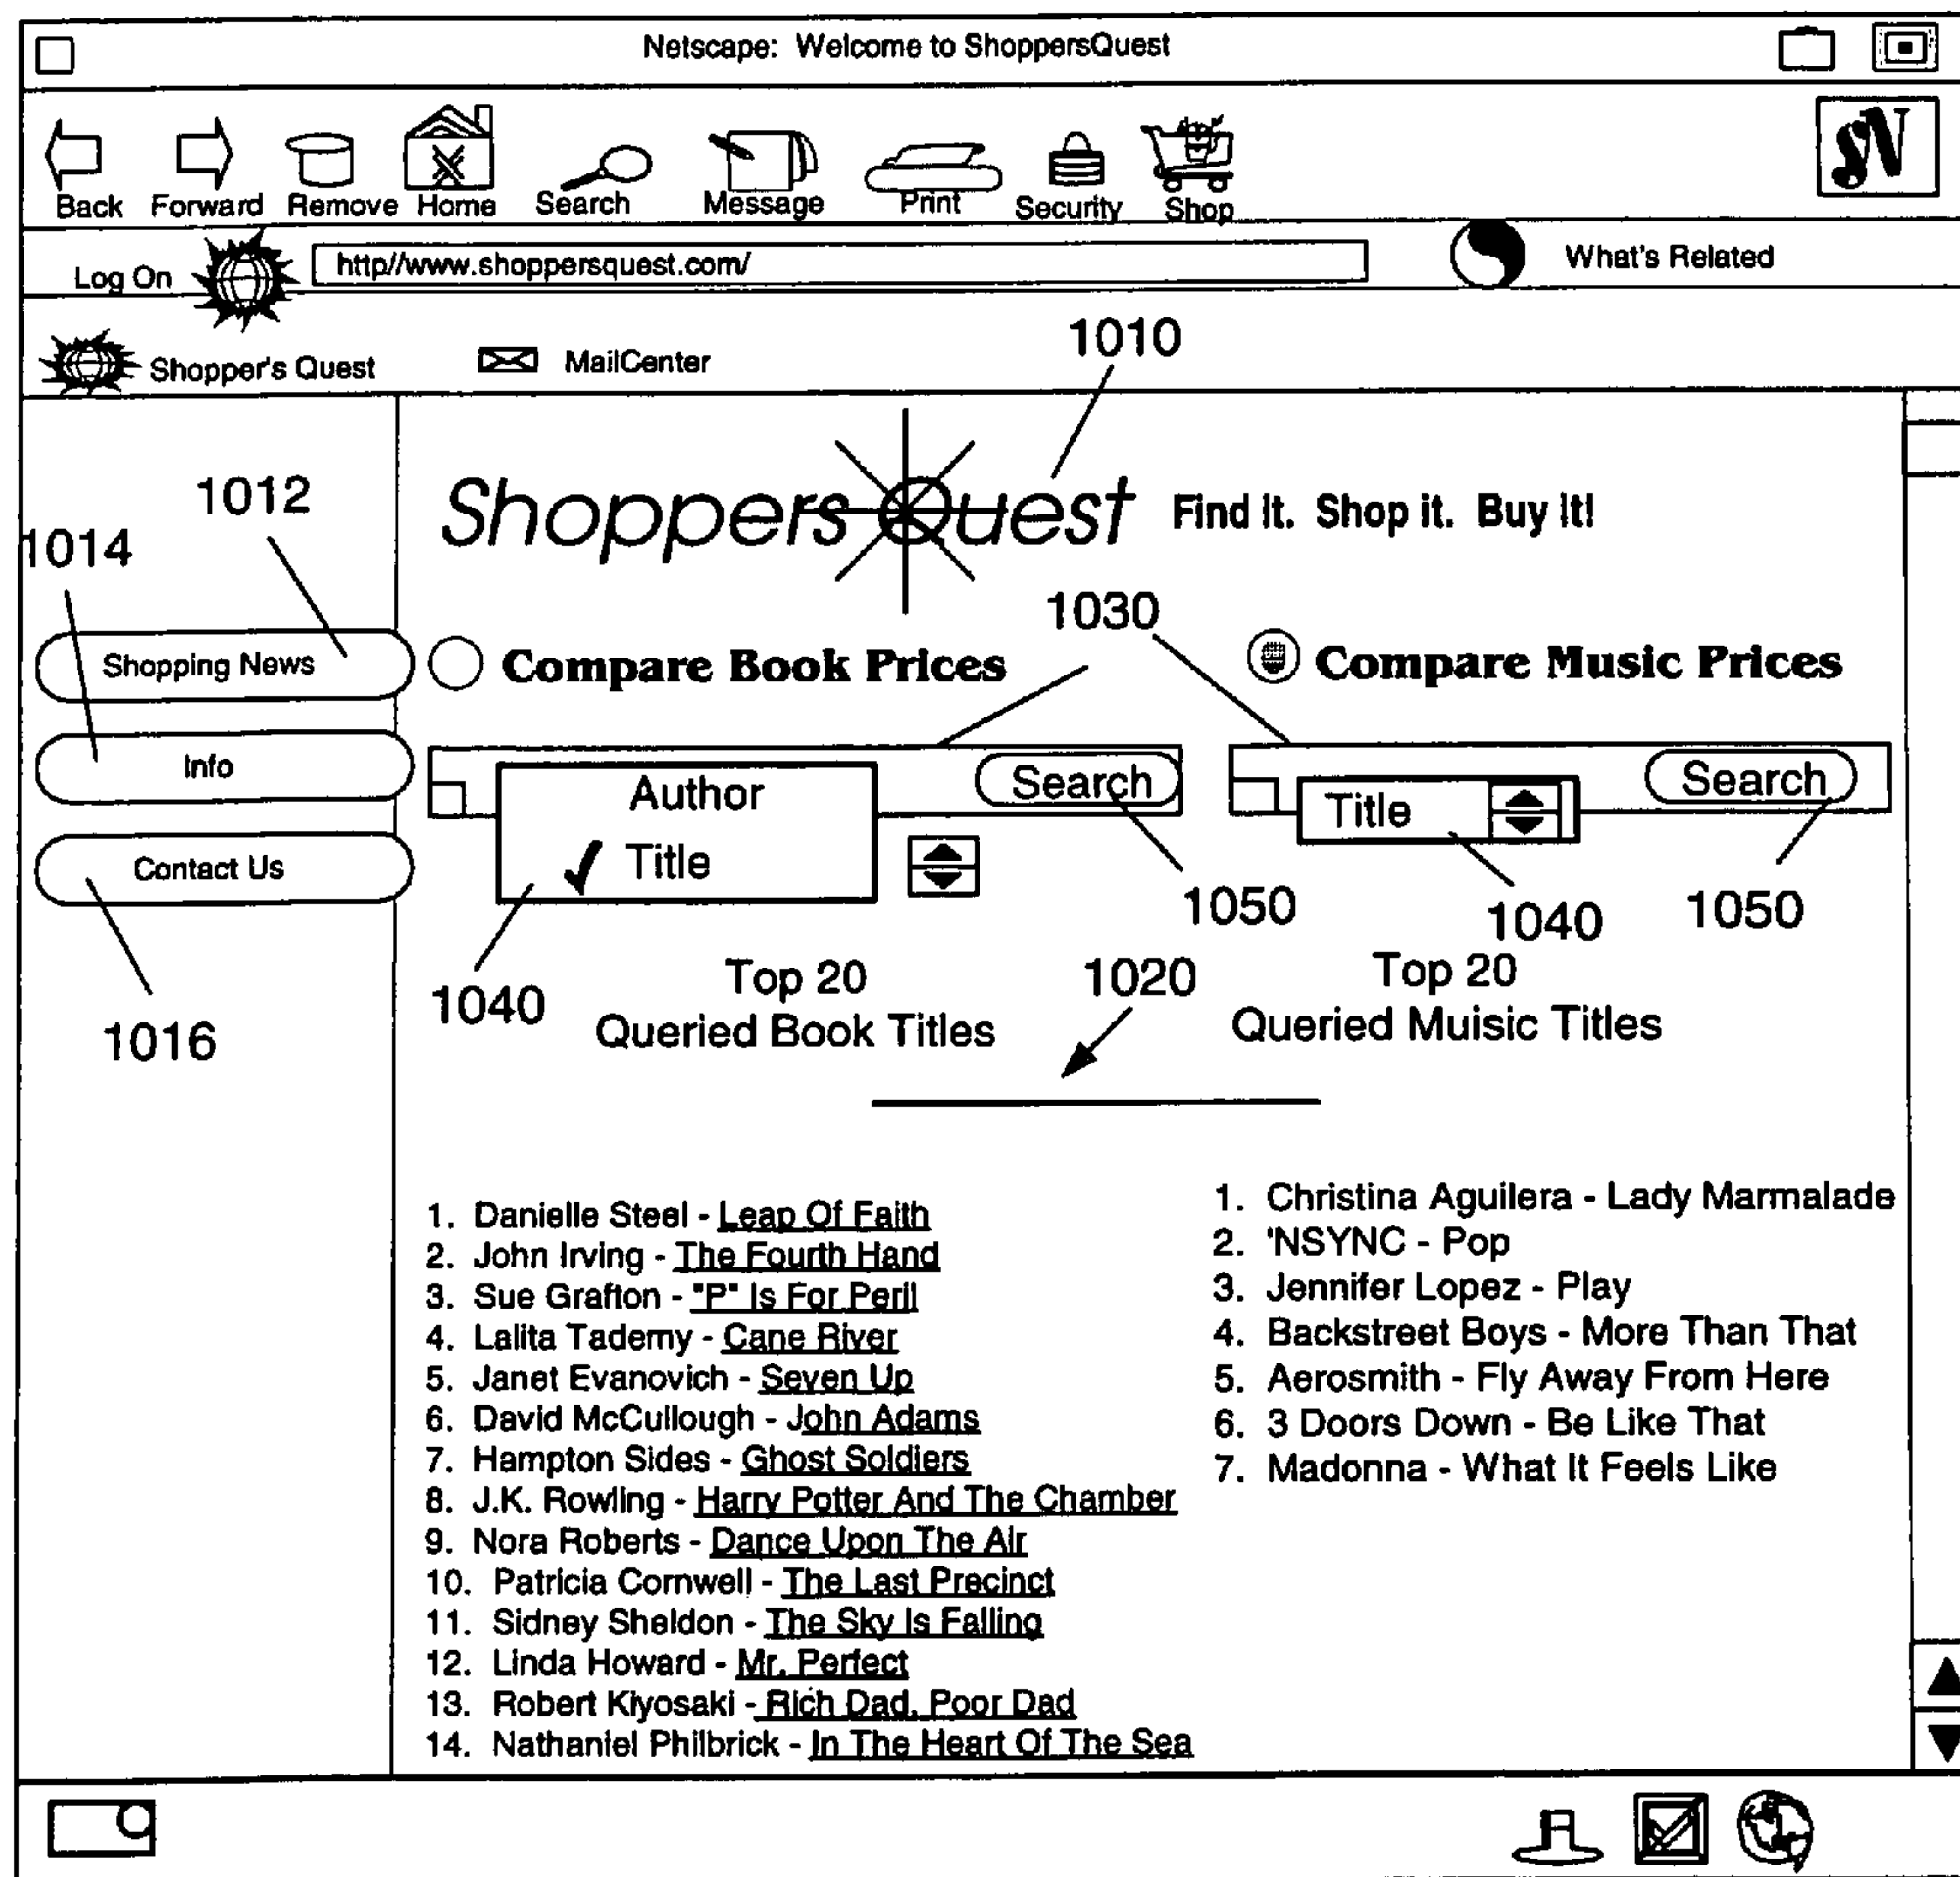 Netscape: Welcome to ShoppersQuest
Back Forward Remove Home Search Message Print Security Shop
SN
Log On http//www.shoppersquest.com/ What's Related
Shopper's Quest MailCenter
1010
1012
1014
Shoppers Quest Find It. Shop it. Buy It!
1030
Shopping News
Compare Book Prices
Compare Music Prices
Info
Author
Search
Title
Search
Contact Us
✓ Title
1050
1040
1050
1040
1016
Top 20
Queried Book Titles
1020
Top 20
Queried Muisic Titles
1. Danielle Steel - Leap Of Faith
2. John Irving - The Fourth Hand
3. Sue Grafton - "P" Is For Peril
4. Lalita Tademy - Cane River
5. Janet Evanovich - Seven Up
6. David McCullough - John Adams
7. Hampton Sides - Ghost Soldiers
8. J.K. Rowling - Harry Potter And The Chamber
9. Nora Roberts - Dance Upon The Air
10. Patricia Cornwell - The Last Precinct
11. Sidney Sheldon - The Sky Is Falling
12. Linda Howard - Mr. Perfect
13. Robert Kiyosaki - Rich Dad, Poor Dad
14. Nathaniel Philbrick - In The Heart Of The Sea
1. Christina Aguilera - Lady Marmalade
2. 'NSYNC - Pop
3. Jennifer Lopez - Play
4. Backstreet Boys - More Than That
5. Aerosmith - Fly Away From Here
6. 3 Doors Down - Be Like That
7. Madonna - What It Feels Like